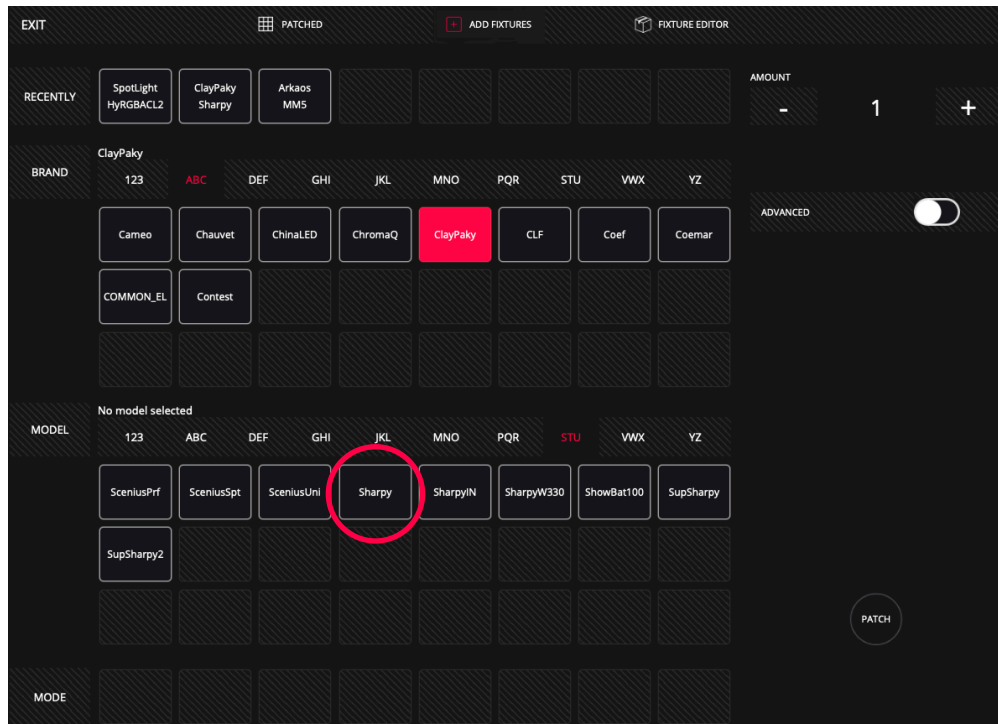 EXIT
PATCHED
+ ADD FIXTURES
FIXTURE EDITOR
RECENTLY
SpotLight
HyRGBACL2
ClayPaky
Sharpy
Arkaos
MM5
AMOUNT
- 1 +
BRAND
ClayPaky
123 ABC DEF GHI JKL MNO PQR STU VWX YZ
Cameo Chauvet ChinaLED ChromaQ ClayPaky CLF Coef Coemar
COMMON_EL Contest
ADVANCED
MODEL
No model selected
123 ABC DEF GHI JKL MNO PQR STU VWX YZ
SceniusPrf SceniusSpt SceniusUni Sharpy SharpyIN SharpyW330 ShowBat100 SupSharpy
SupSharpy2
PATCH
MODE